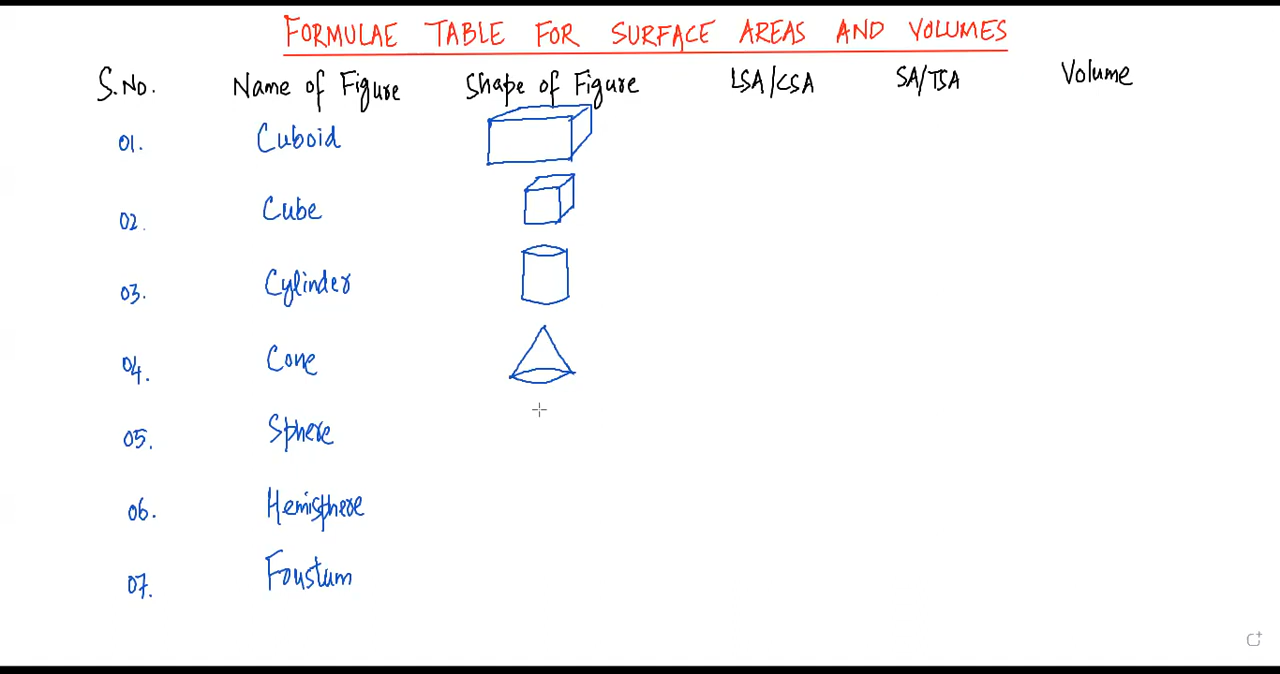 FORMULAE TABLE FOR SURFACE AREAS AND VOLUMES
S.No. Name of Figure Shape of Figure LSA/CSA SA/TSA Volume
01. Cuboid
02. Cube
03. Cylinder
04. Cone
05. Sphere
06. Hemisphere
07. Frustum